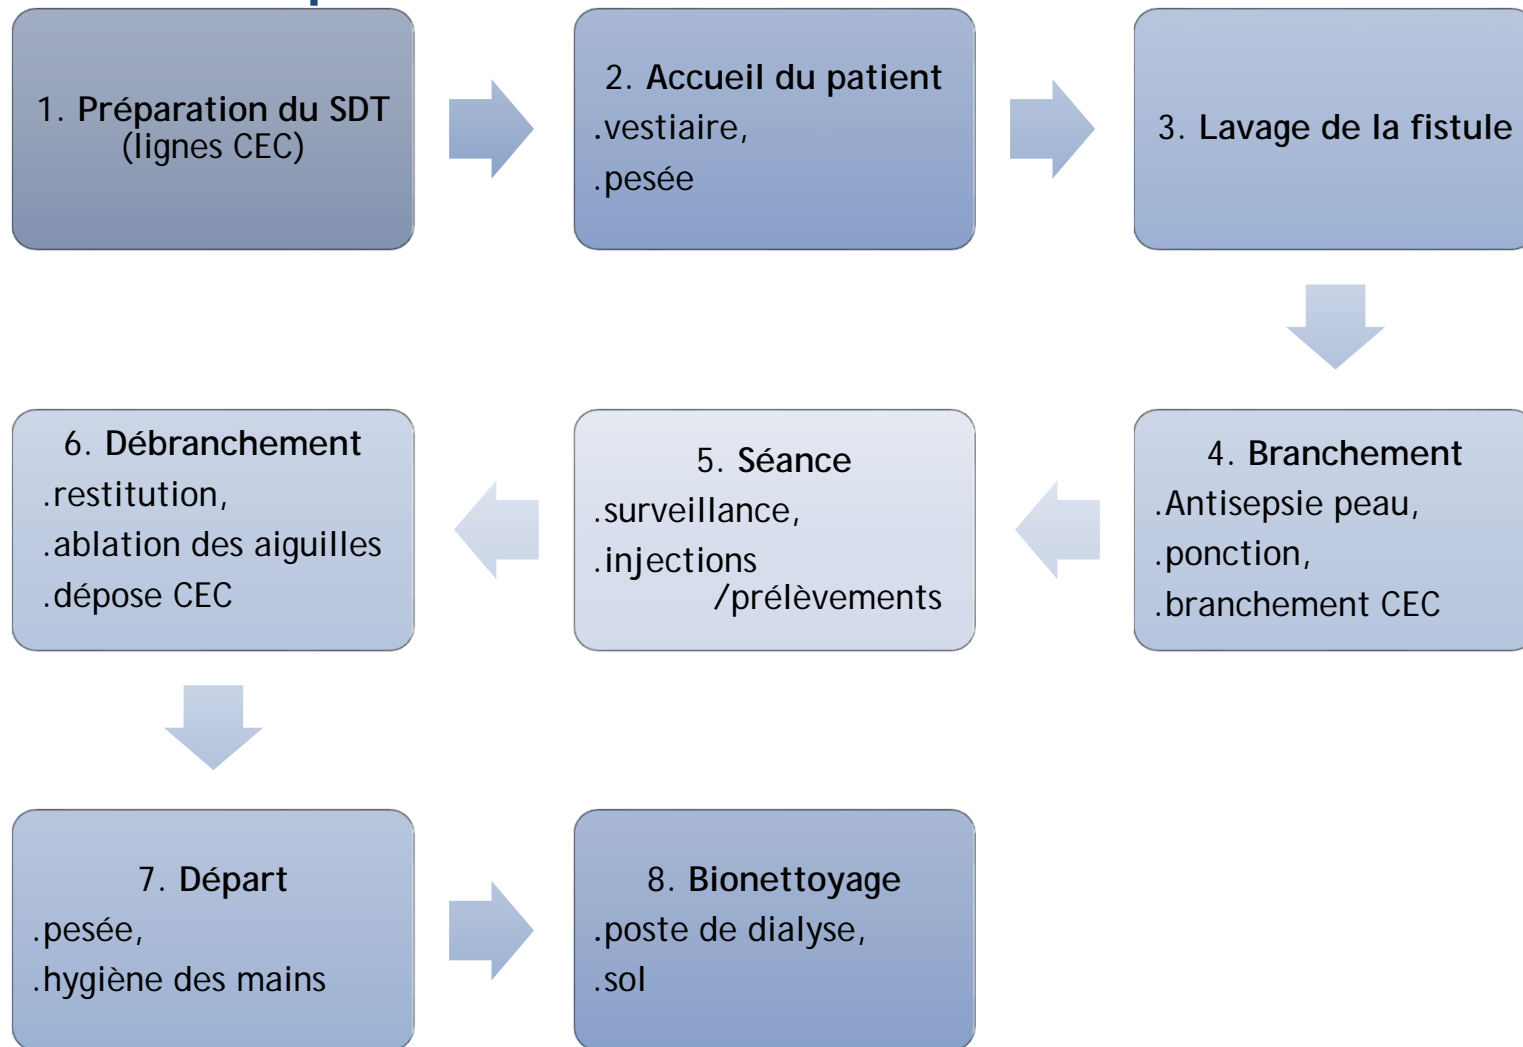 1. Préparation du SDT
(lignes CEC)
2. Accueil du patient
.vestiaire,
.pesée
3. Lavage de la fistule
4. Branchement
.Antisepsie peau,
.ponction,
.branchement CEC
5. Séance
.surveillance,
.injections
/prélèvements
6. Débranchement
.restitution,
.ablation des aiguilles
.dépose CEC
7. Départ
.pesée,
.hygiène des mains
8. Bionettoyage
.poste de dialyse,
.sol